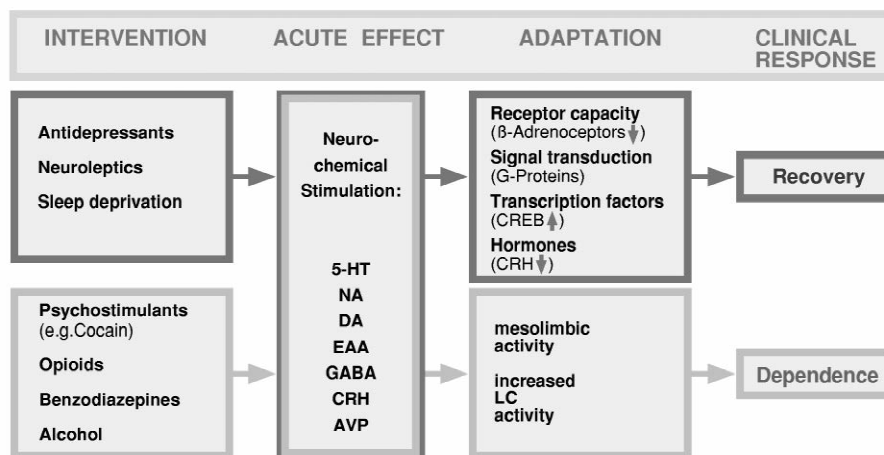 INTERVENTION
ACUTE EFFECT
ADAPTATION
CLINICAL
RESPONSE
Antidepressants
Neuroleptics
Sleep deprivation
Neuro-
chemical
Stimulation:
5-HT
NA
DA
EAA
GABA
CRH
AVP
Receptor capacity
(ß-Adrenoceptors)
Signal transduction
(G-Proteins)
Transcription factors
(CREB)
Hormones
(CRH)
Recovery
Psychostimulants
(e.g.Cocain)
Opioids
Benzodiazepines
Alcohol
mesolimbic
activity
increased
LC
activity
Dependence